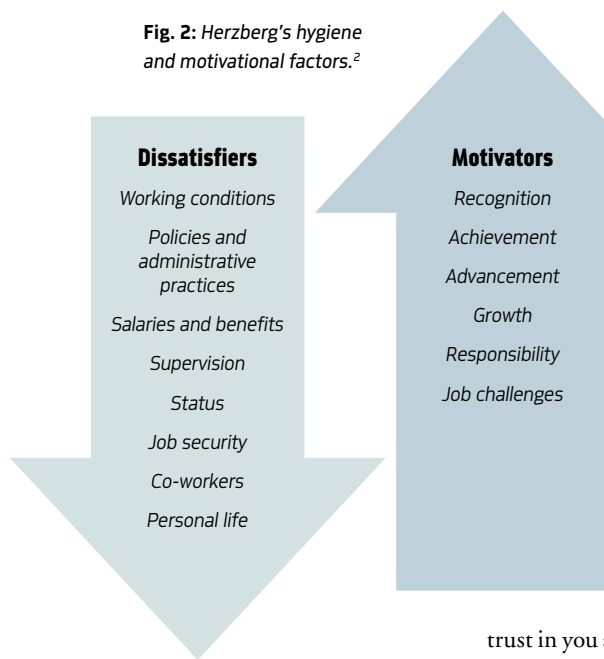 Fig. 2: Herzberg's hygiene
and motivational factors.2
Dissatisfiers
Working conditions
Policies and
administrative
practices
Salaries and benefits
Supervision
Status
Job security
Co-workers
Personal life
Motivators
Recognition
Achievement
Advancement
Growth
Responsibility
Job challenges
trust in you a